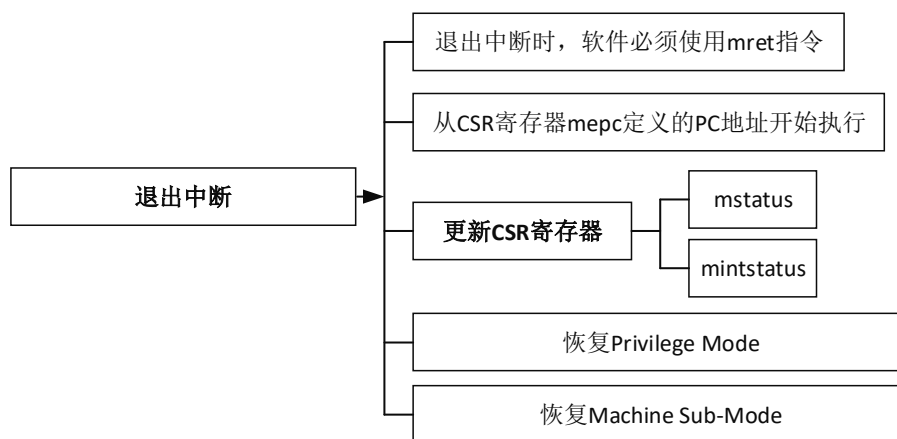 退出中断
退出中断时，软件必须使用mret指令
从CSR寄存器mepc定义的PC地址开始执行
更新CSR寄存器
mstatus
mintstatus
恢复Privilege Mode
恢复Machine Sub-Mode